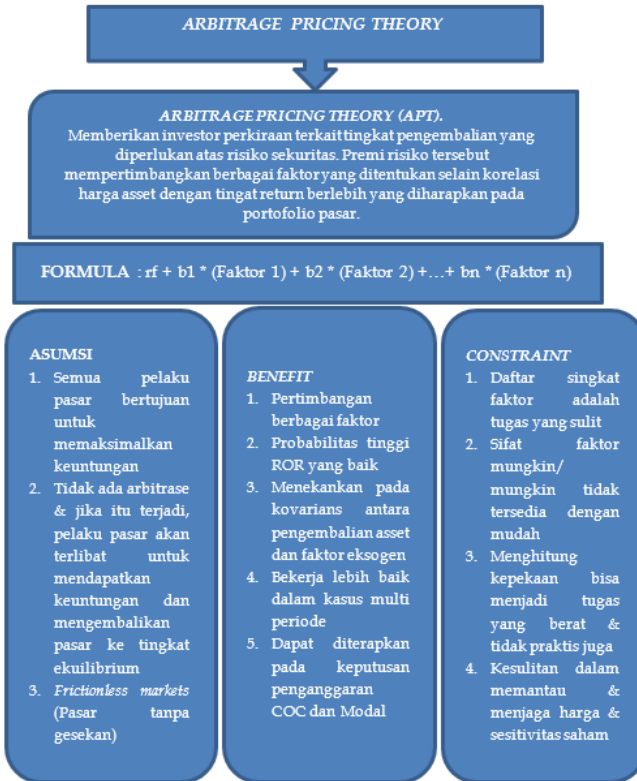 ARBITRAGE PRICING THEORY
ARBITRAGE PRICING THEORY (APT).
Memberikan investor perkiraan terkait tingkat pengembalian yang
diperlukan atas risiko sekuritas. Premi risiko tersebut
mempertimbangkan berbagai faktor yang ditentukan selain korelasi
harga asset dengan tingat return berlebih yang diharapkan pada
portofolio pasar.
FORMULA : rf + b1 * (Faktor 1) + b2 * (Faktor 2) +...+ bn * (Faktor n)
ASUMSI
1. Semua pelaku
pasar bertujuan
untuk
memaksimalkan
keuntungan
2. Tidak ada arbitrase
& jika itu terjadi,
pelaku pasar akan
terlibat untuk
mendapatkan
keuntungan dan
mengembalikan
pasar ke tingkat
ekuilibrium
3. Frictionless markets
(Pasar tanpa
gesekan)
BENEFIT
1. Pertimbangan
berbagai faktor
2. Probabilitas tinggi
ROR yang baik
3. Menekankan pada
kovarians antara
pengembalian asset
dan faktor eksogen
4. Bekerja lebih baik
dalam kasus multi
periode
5. Dapat diterapkan
pada keputusan
penganggaran
COC dan Modal
CONSTRAINT
1. Daftar singkat
faktor adalah
tugas yang sulit
2. Sifat faktor
mungkin/
mungkin tidak
tersedia dengan
mudah
3. Menghitung
kepekaan bisa
menjadi tugas
yang berat &
tidak praktis juga
4. Kesulitan dalam
memantau &
menjaga harga &
sesitivitas saham